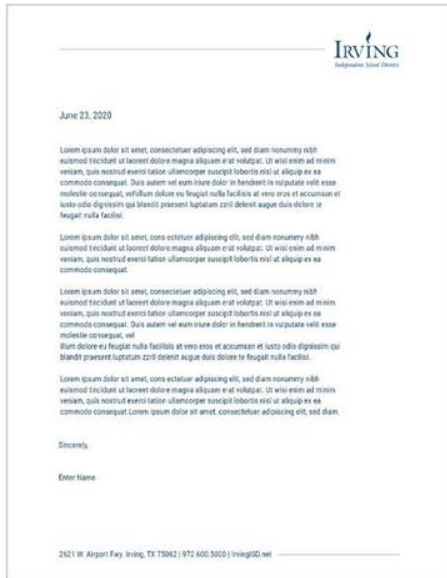 IRVING
Independent School District
June 23, 2020
Lorem ipsum dolor sit amet, consectetuer adipiscing elit, sed diam nonummy nibh
euismod tincidunt ut laoreet dolore magna aliquam erat volutpat. Ut wisi enim ad minim
veniam, quis nostrud exerci tation ullamcorper suscipit lobortis nisl ut aliquip ex ea
commodo consequat. Duis autem vel eum iriure dolor in hendrerit in vulputate velit esse
molestie consequat, vel illum dolore eu feugiat nulla facilisis at vero eros et accumsan et
iusto odio dignissim qui blandit praesent luptatum zzril delenit augue duis dolore te
feugait nulla facilisi.
Lorem ipsum dolor sit amet, cons ectetuer adipiscing elit, sed diam nonummy nibh
euismod tincidunt ut laoreet dolore magna aliquam erat volutpat. Ut wisi enim ad minim
veniam, quis nostrud exerci tation ullamcorper suscipit lobortis nisl ut aliquip ex ea
commodo consequat.
Lorem ipsum dolor sit amet, consectetuer adipiscing elit, sed diam nonummy nibh
euismod tincidunt ut laoreet dolore magna aliquam erat volutpat. Ut wisi enim ad minim
veniam, quis nostrud exerci tation ullamcorper suscipit lobortis nisl ut aliquip ex ea
commodo consequat. Duis autem vel eum iriure dolor in hendrerit in vulputate velit esse
molestie consequat, vel
illum dolore eu feugiat nulla facilisis at vero eros et accumsan et iusto odio dignissim qui
blandit praesent luptatum zzril delenit augue duis dolore te feugait nulla facilisi.
Lorem ipsum dolor sit amet, cons ectetuer adipiscing elit, sed diam nonummy nibh
euismod tincidunt ut laoreet dolore magna aliquam erat volutpat. Ut wisi enim ad minim
veniam, quis nostrud exerci tation ullamcorper suscipit lobortis nisl ut aliquip ex ea
commodo consequat.Lorem ipsum dolor sit amet, consectetuer adipiscing elit, sed diam.
Sincerely,
Enter Name
2621 W. Airport Fwy. Irving, TX 75062 | 972.600.5000 | IrvingISD.net